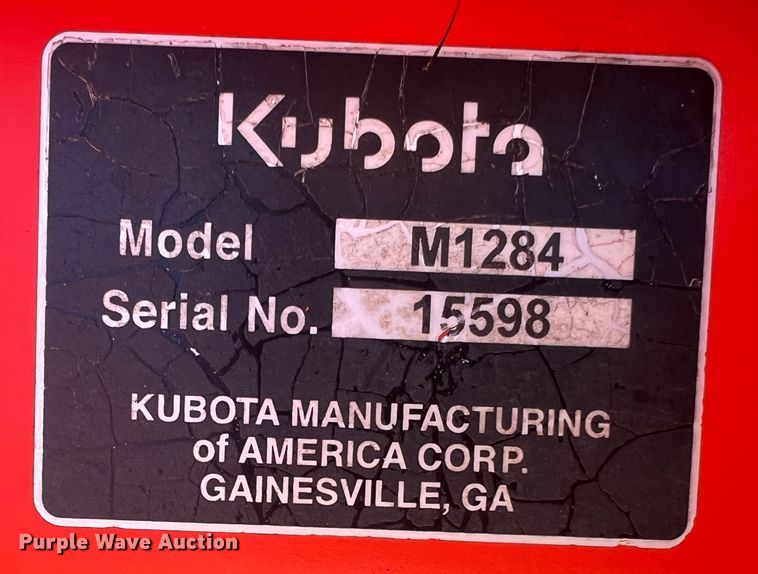 Kubota
Model M1284
Serial No. 15598
KUBOTA MANUFACTURING
of AMERICA CORP.
GAINESVILLE, GA
Purple Wave Auction